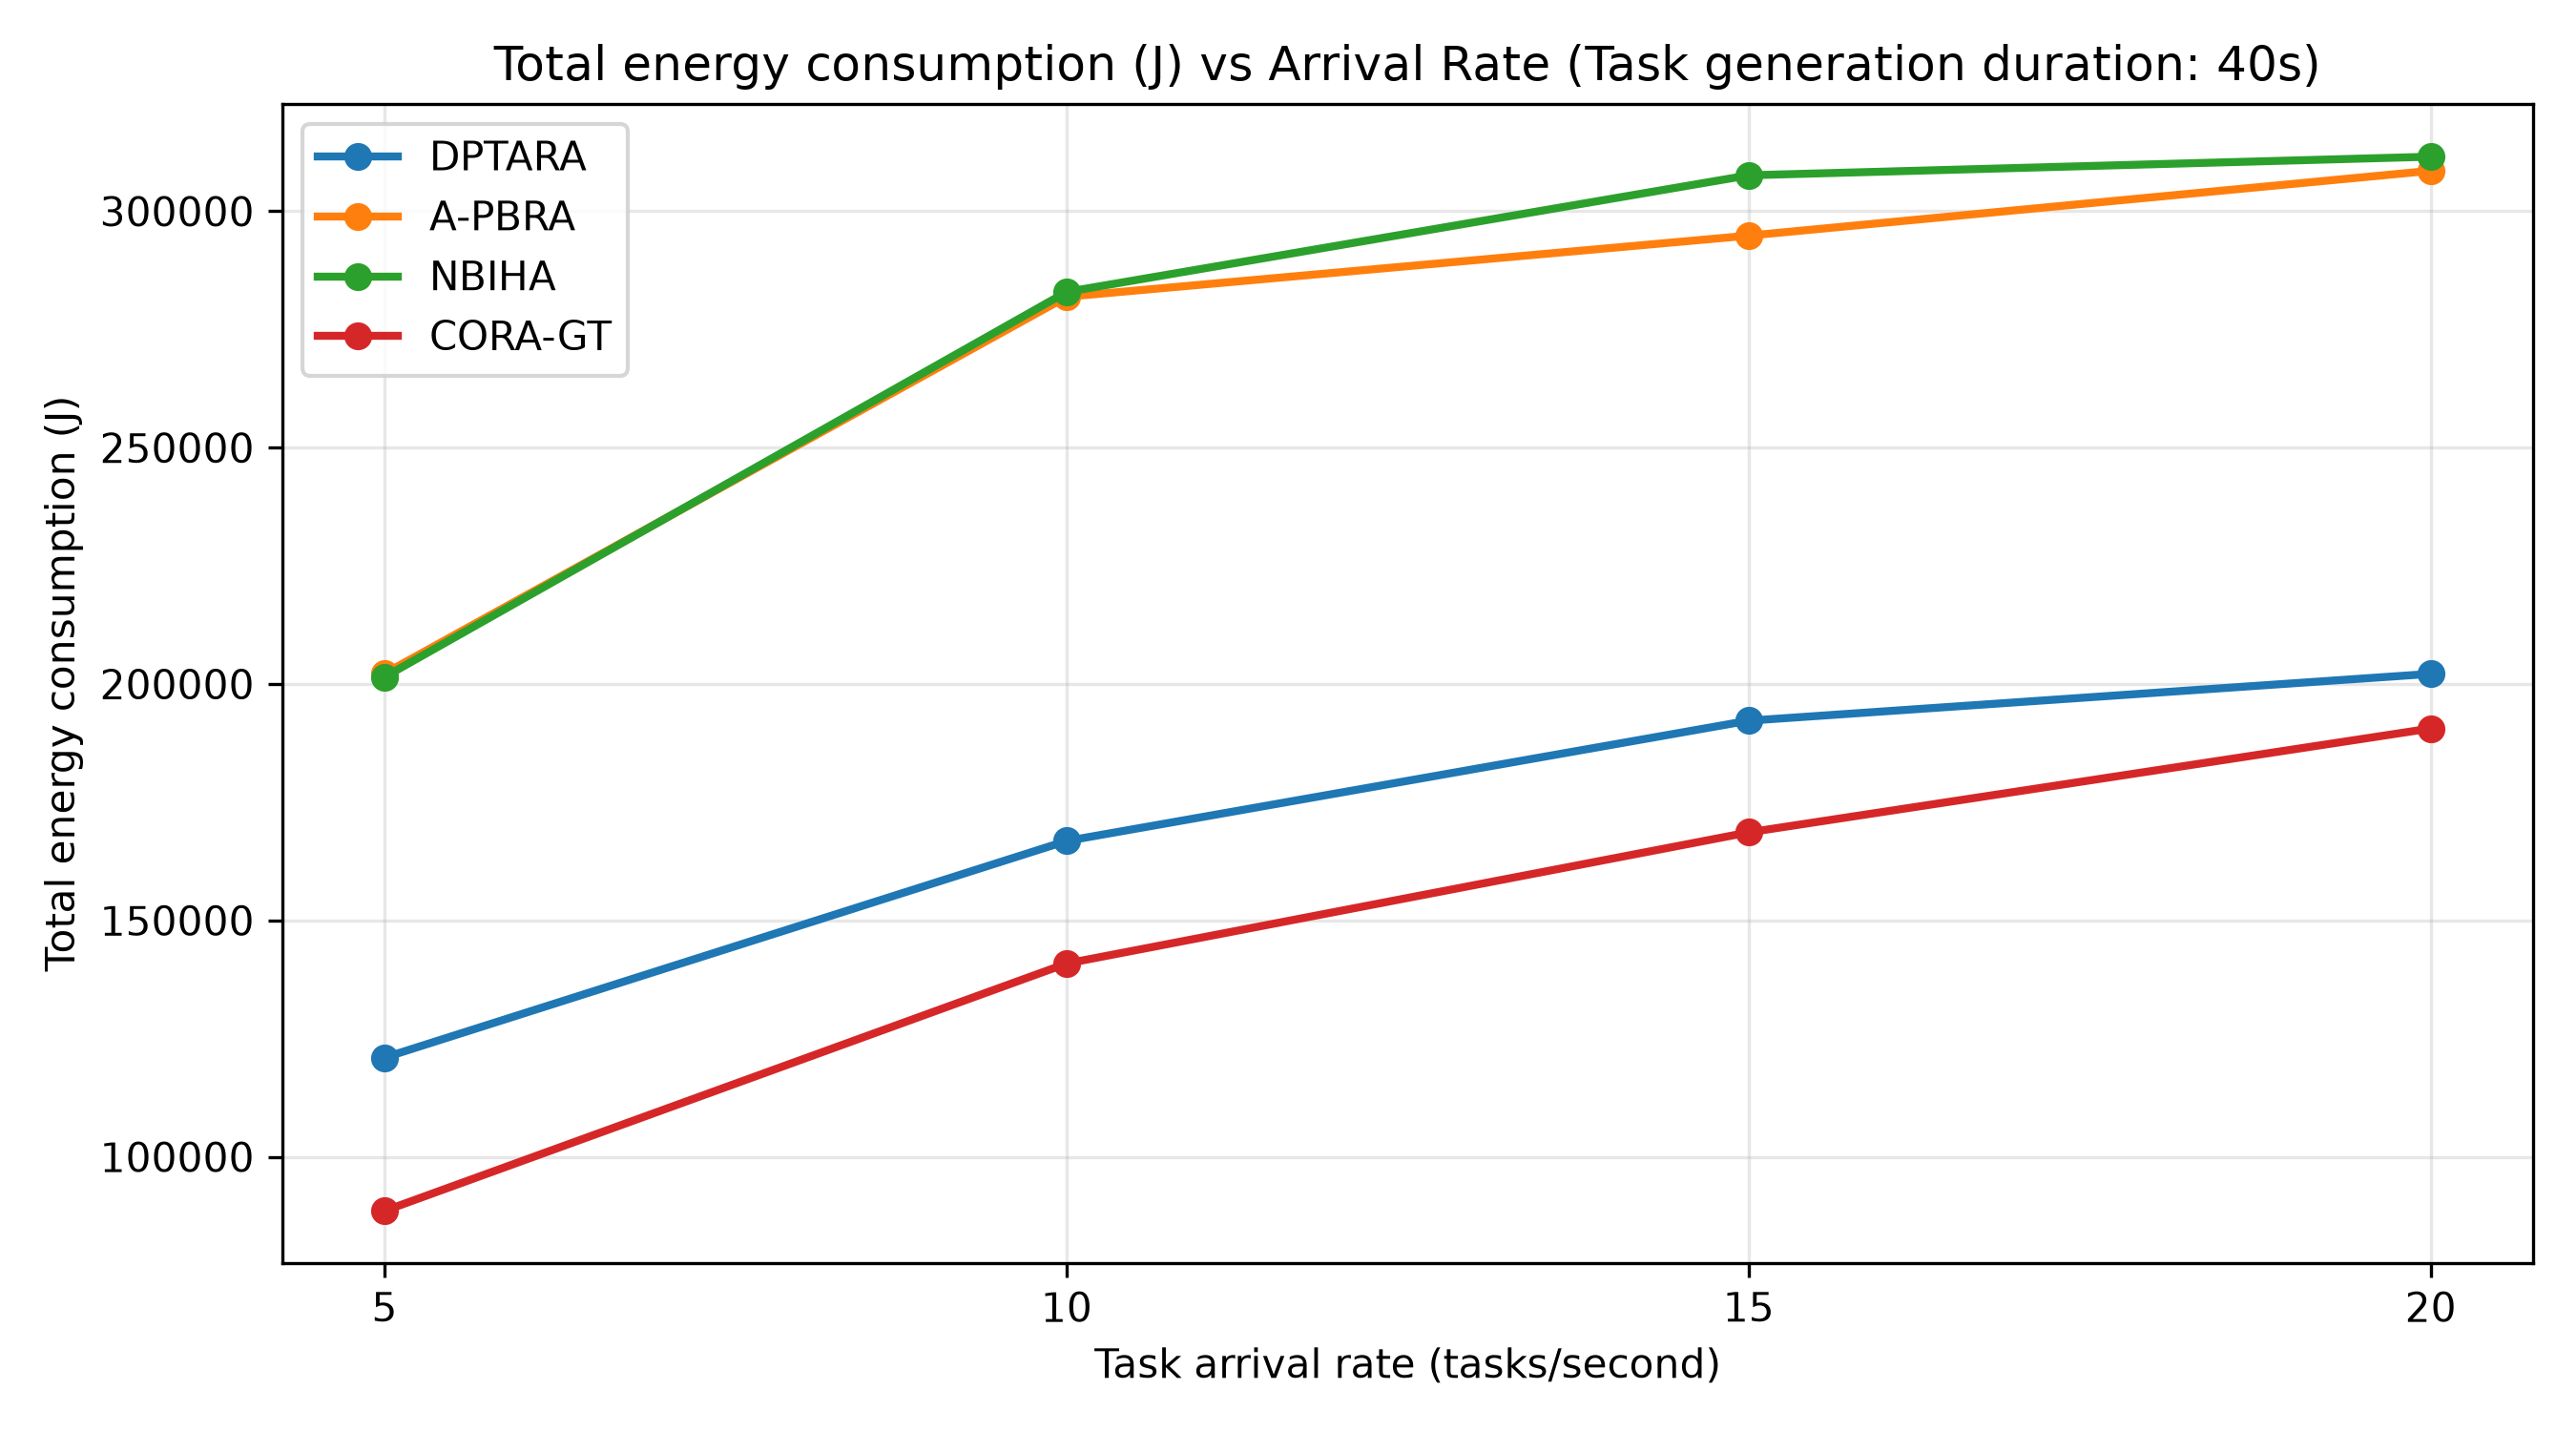 Total energy consumption (J) vs Arrival Rate (Task generation duration: 40s)
DPTARA
A-PBRA
NBIHA
CORA-GT
Total energy consumption (J)
300000
250000
200000
150000
100000
5
10
15
20
Task arrival rate (tasks/second)